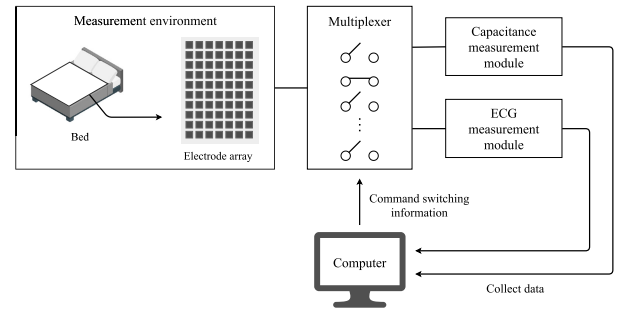 Measurement environment
Bed
Electrode array
Multiplexer
Capacitance
measurement
module
ECG
measurement
module
Command switching
information
Computer
Collect data